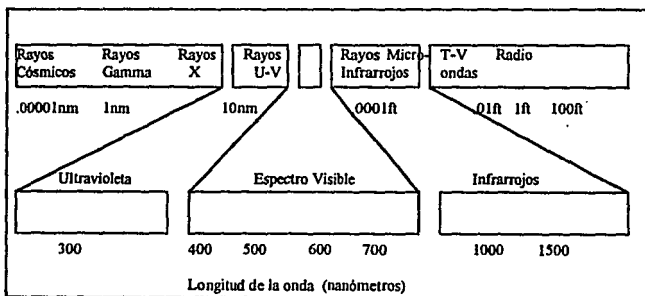 Rayos Rayos Rayos Rayos Rayos Micro- T-V Radio
Cósmicos Gamma X U-V Infrarrojos ondas
.00001nm 1nm 10nm .0001ft .01ft 1ft 100ft
Ultravioleta Espectro Visible Infrarrojos
300 400 500 600 700 1000 1500
Longitud de la onda (nanómetros)